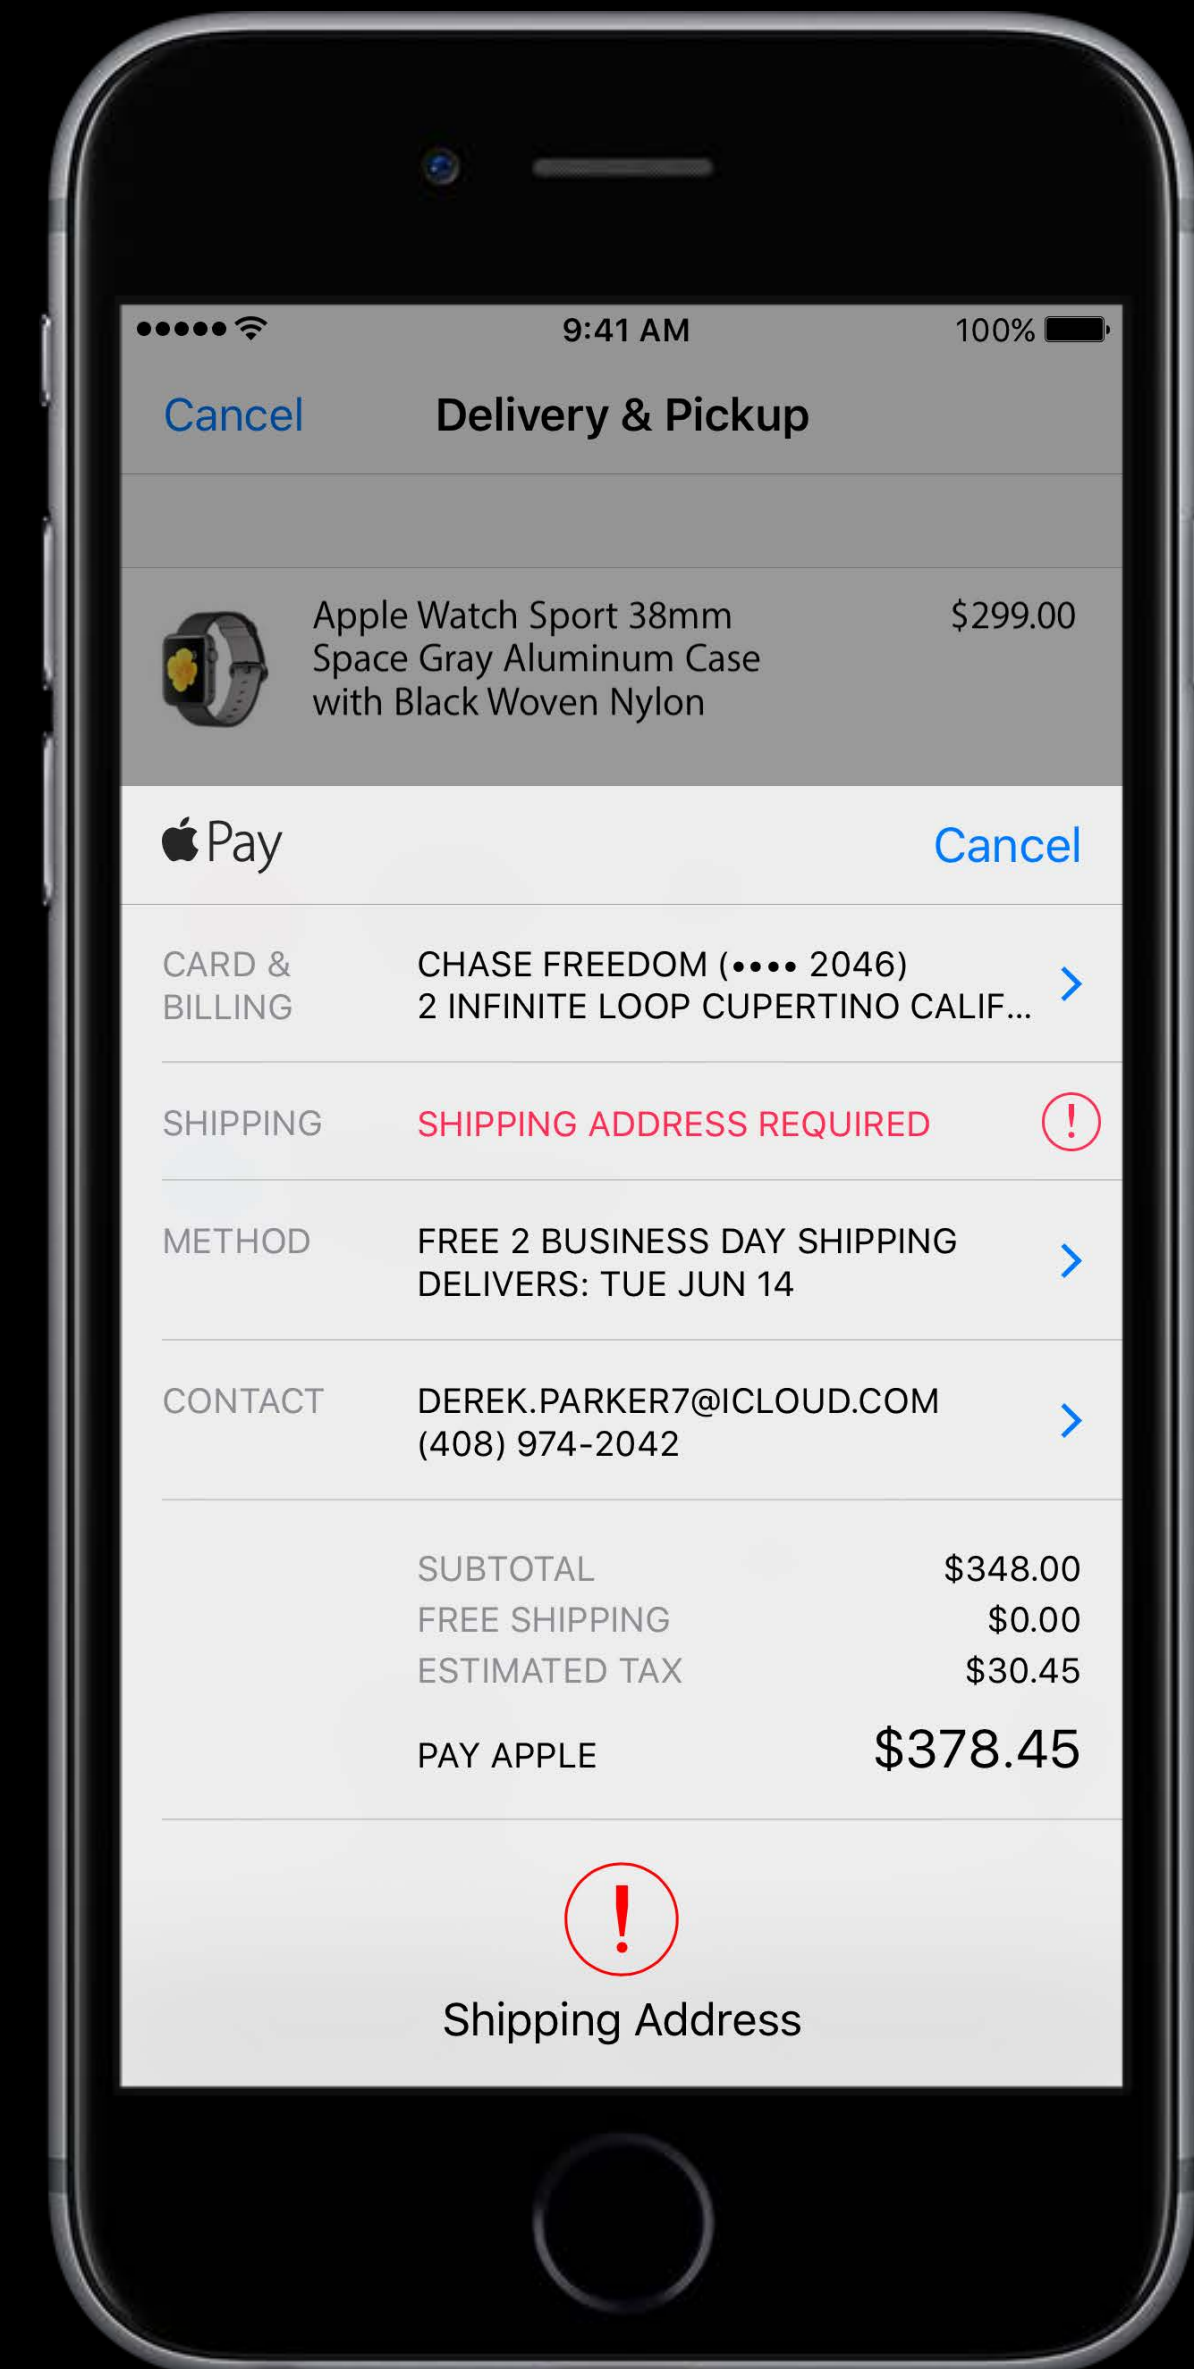 9:41 AM 100%
Cancel Delivery & Pickup
Apple Watch Sport 38mm $299.00
Space Gray Aluminum Case
with Black Woven Nylon
Pay Cancel
CARD & CHASE FREEDOM (•••• 2046)
BILLING 2 INFINITE LOOP CUPERTINO CALIF...
SHIPPING SHIPPING ADDRESS REQUIRED !
METHOD FREE 2 BUSINESS DAY SHIPPING
DELIVERS: TUE JUN 14
CONTACT DEREK.PARKER7@ICLOUD.COM
(408) 974-2042
SUBTOTAL $348.00
FREE SHIPPING $0.00
ESTIMATED TAX $30.45
PAY APPLE $378.45
!
Shipping Address